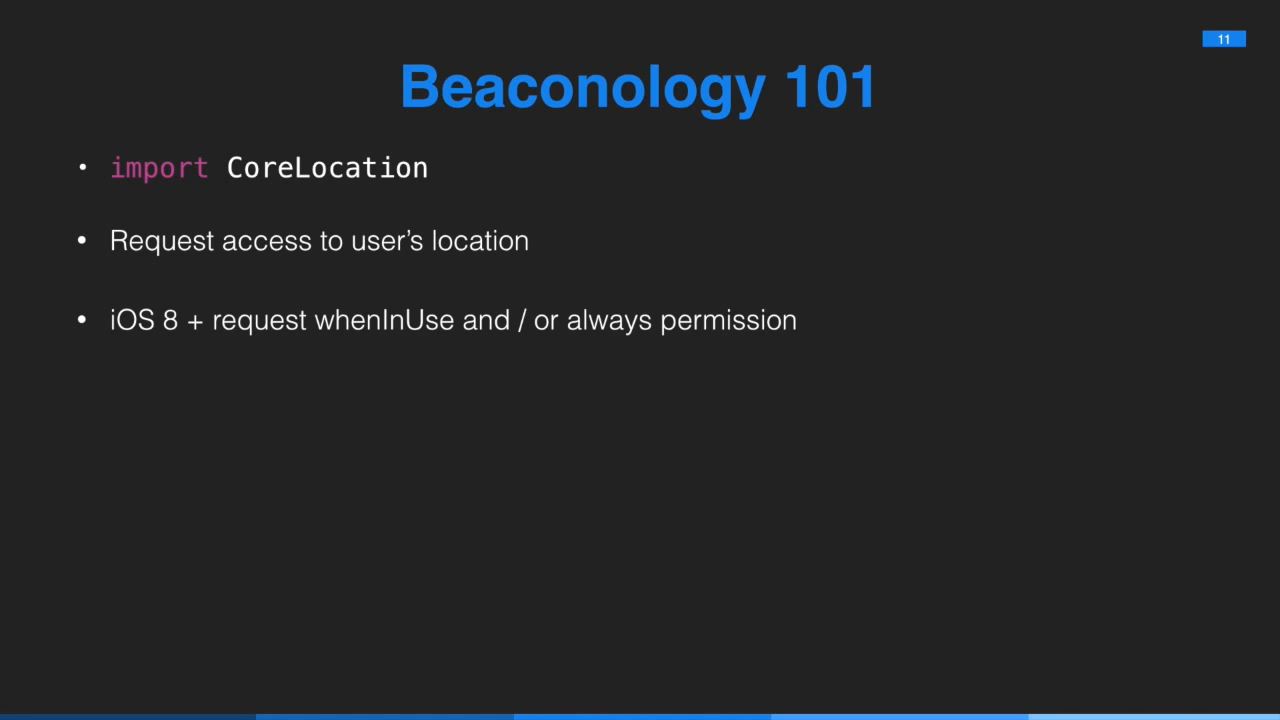 11
Beaconology 101
• import CoreLocation
• Request access to user’s location
• iOS 8 + request whenInUse and / or always permission